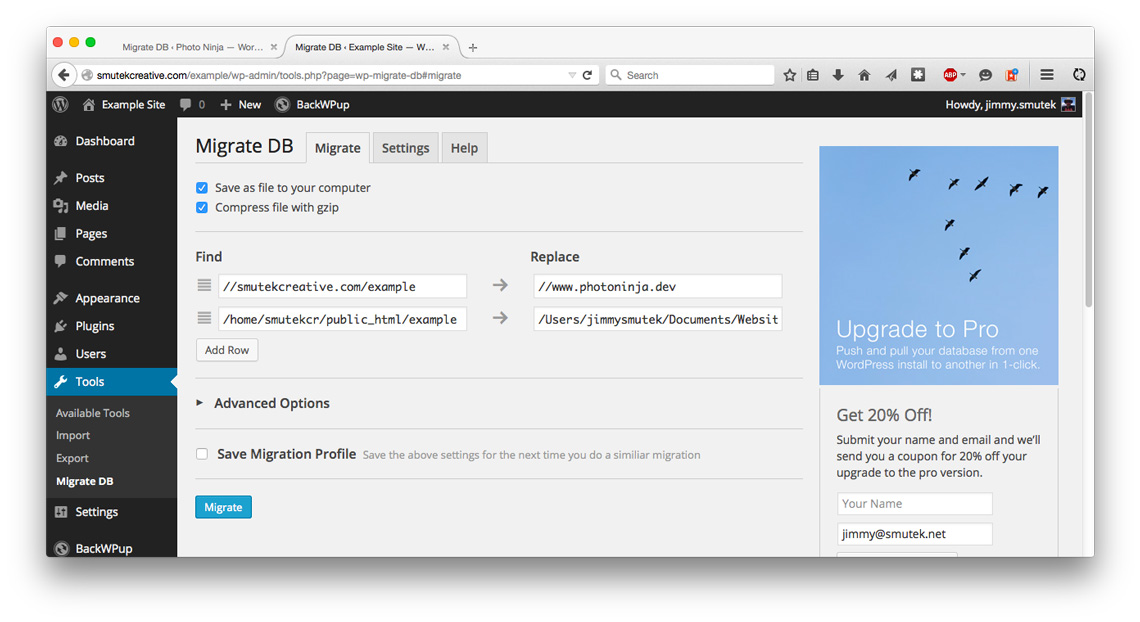 Migrate DB ‹ Photo Ninja — Wor...
Migrate DB ‹ Example Site — W...
smutekcreative.com/example/wp-admin/tools.php?page=wp-migrate-db#migrate
Search
ABP
Example Site
0
New
BackWPup
Howdy, jimmy.smutek
Dashboard
Posts
Media
Pages
Comments
Appearance
Plugins
Users
Tools
Available Tools
Import
Export
Migrate DB
Settings
BackWPup
Migrate DB
Migrate
Settings
Help
Save as file to your computer
Compress file with gzip
Find
Replace
//smutekcreative.com/example
//www.photoninja.dev
/home/smutekcr/public_html/example
/Users/jimmysmutek/Documents/Websit
Add Row
Advanced Options
Save Migration Profile Save the above settings for the next time you do a similiar migration
Migrate
Upgrade to Pro
Push and pull your database from one
WordPress install to another in 1-click.
Get 20% Off!
Submit your name and email and we'll
send you a coupon for 20% off your
upgrade to the pro version.
Your Name
jimmy@smutek.net